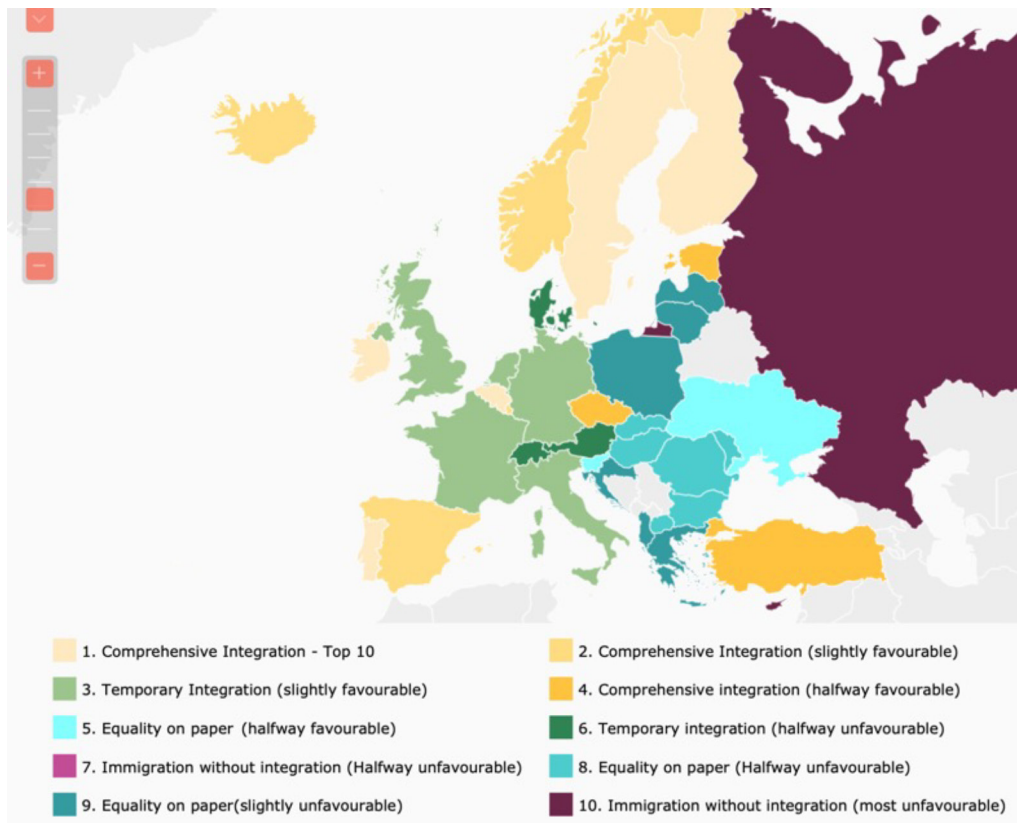 1. Comprehensive Integration - Top 10
2. Comprehensive Integration (slightly favourable)
3. Temporary Integration (slightly favourable)
4. Comprehensive integration (halfway favourable)
5. Equality on paper (halfway favourable)
6. Temporary integration (halfway unfavourable)
7. Immigration without integration (Halfway unfavourable)
8. Equality on paper (Halfway unfavourable)
9. Equality on paper(slightly unfavourable)
10. Immigration without integration (most unfavourable)